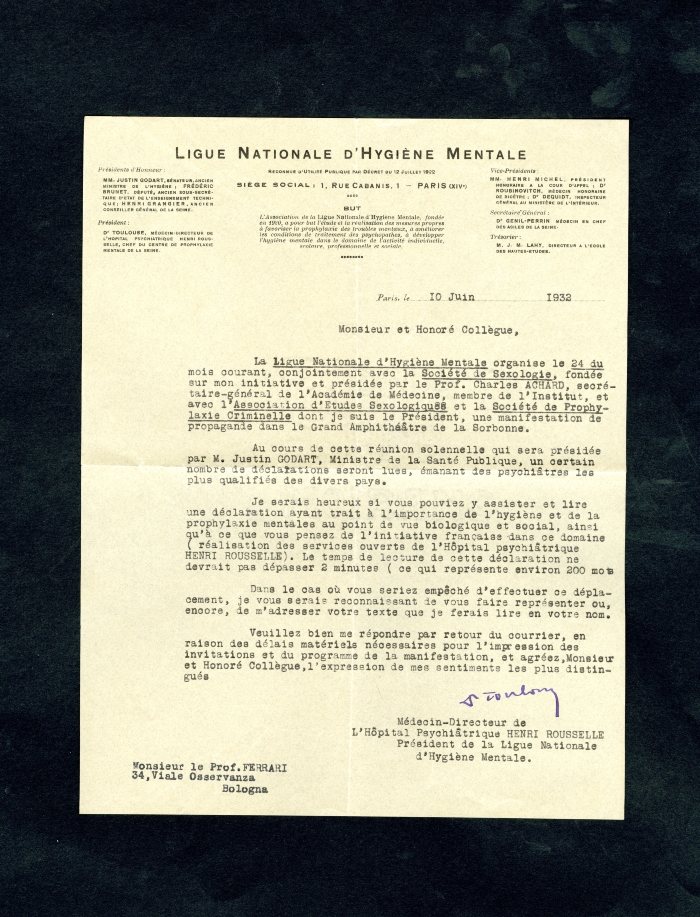 LIGUE NATIONALE D'HYGIÈNE MENTALE
RECONNUE D'UTILITÉ PUBLIQUE PAR DÉCRET DU 12 JUILLET 1922
SIÈGE SOCIAL : 1, RUE CABANIS, 1 — PARIS (XIVe)
Présidents d'Honneur :
MM. JUSTIN GODART, SÉNATEUR, ANCIEN
MINISTRE DE L'HYGIÈNE ; FRÉDÉRIC
BRUNET, DÉPUTÉ, ANCIEN SOUS-SECRÉ-
TAIRE D'ETAT DE L'ENSEIGNEMENT TECHNI-
QUE ; HENRI GRANGIER, ANCIEN
CONSEILLER GÉNÉRAL DE LA SEINE.
Président :
Dr TOULOUSE, MÉDECIN-DIRECTEUR DE
L'HOPITAL PSYCHIATRIQUE HENRI ROUS-
SELLE, CHEF DU CENTRE DE PROPHYLAXIE
MENTALE DE LA SEINE.
BUT
L'Association de la Ligue Nationale d'Hygiène Mentale, fondée
en 1920, a pour but l'étude et la réalisation des mesures propres
à favoriser la prophylaxie des troubles mentaux, à améliorer
les conditions de traitement des psychopathes, à développer
l'hygiène mentale dans le domaine de l'activité individuelle,
scolaire, professionnelle et sociale.
Vice-Présidents :
MM. HENRI MICHEL, PRÉSIDENT
HONORAIRE A LA COUR D'APPEL ; Dr
ROUBINOVITCH, MÉDECIN HONORAIRE
DE BICÊTRE ; Dr DEQUIDT, INSPECTEUR
GÉNÉRAL AU MINISTÈRE DE L'INTÉRIEUR.
Secrétaire Général :
Dr GENIL-PERRIN, MÉDECIN EN CHEF
DES ASILES DE LA SEINE.
Trésorier :
M. J. M. LAHY, DIRECTEUR A L'ECOLE
DES HAUTES-ETUDES.
Paris, le 10 Juin 1932
Monsieur et Honoré Collègue,
La Ligue Nationale d'Hygiène Mentale organise le 24 du
mois courant, conjointement avec la Société de Sexologie, fondée
sur mon initiative et présidée par le Prof. Charles ACHARD, secré-
taire-général de l'Académie de Médecine, membre de l'Institut, et
avec l'Association d'Etudes Sexologiques et la Société de Prophy-
laxie Criminelle dont je suis le Président, une manifestation de
propagande dans le Grand Amphithéâtre de la Sorbonne.
Au cours de cette réunion solennelle qui sera présidée
par M. Justin GODART, Ministre de la Santé Publique, un certain
nombre de déclarations seront lues, émanant des psychiâtres les
plus qualifiés des divers pays.
Je serais heureux si vous pouviez y assister et lire
une déclaration ayant trait à l'importance de l'hygiène et de la
prophylaxie mentales au point de vue biologique et social, ainsi
qu'à ce que vous pensez de l'initiative française dans ce domaine
( réalisation des services ouverts de l'Hôpital psychiâtrique
HENRI ROUSSELLE). Le temps de lecture de cette déclaration ne
devrait pas dépasser 2 minutes ( ce qui représente environ 200 mots
Dans le cas où vous seriez empêché d'effectuer ce dépla-
cement, je vous serais reconnaissant de vous faire représenter ou,
encore, de m'adresser votre texte que je ferais lire en votre nom.
Veuillez bien me répondre par retour du courrier, en
raison des délais matériels nécessaires pour l'impression des
invitations et du programme de la manifestation, et agréez,Monsieur
et Honoré Collègue,l'expression de mes sentiments les plus distin-
gués
Dr Toulouse
Médecin-Directeur de
L'Hôpital Psychiâtrique HENRI ROUSSELLE
Président de la Ligue Nationale
d'Hygiène Mentale.
Monsieur le Prof. FERRARI
34,Viale Osservanza
Bologna